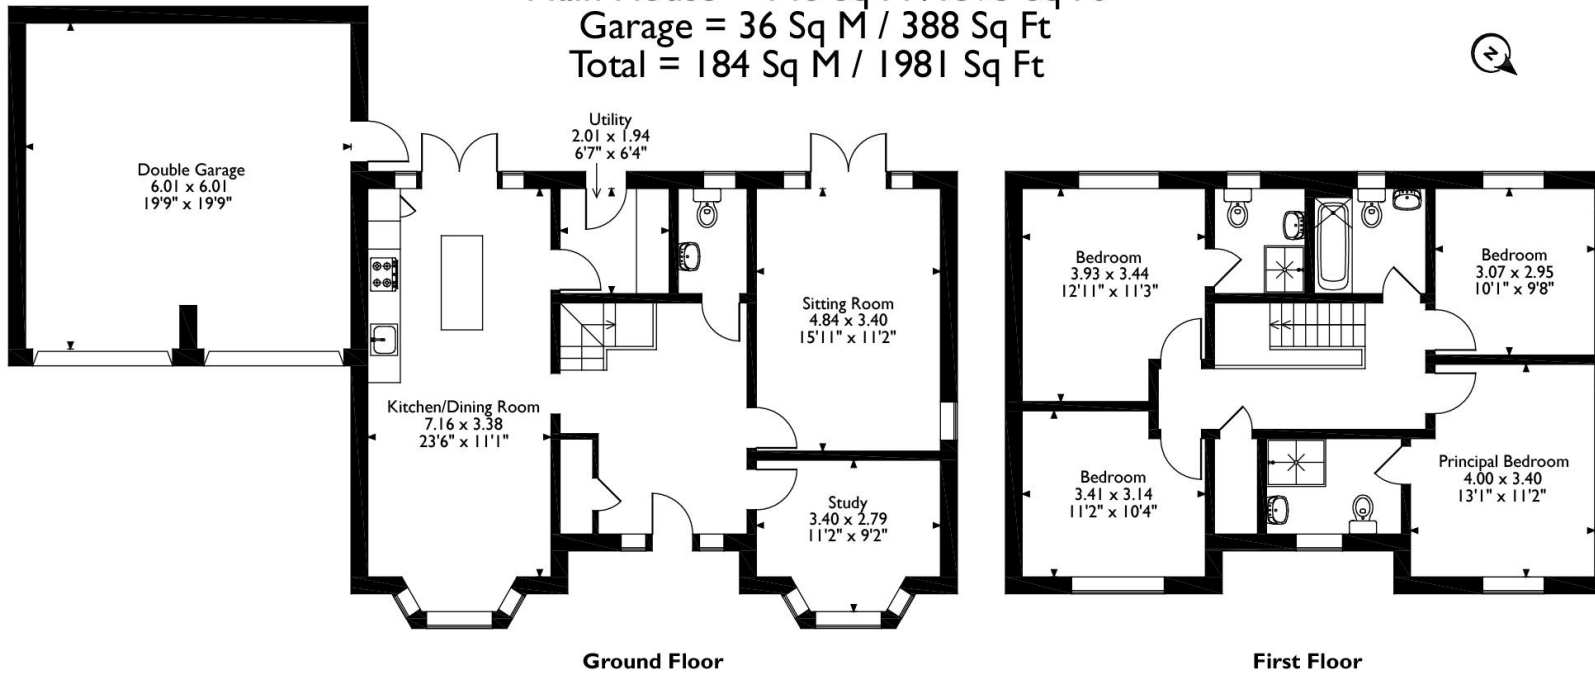 Garage = 36 Sq M / 388 Sq Ft
Total = 184 Sq M / 1981 Sq Ft
N
Utility
2.01 x 1.94
6'7" x 6'4"
Double Garage
6.01 x 6.01
19'9" x 19'9"
Sitting Room
4.84 x 3.40
15'11" x 11'2"
Kitchen/Dining Room
7.16 x 3.38
23'6" x 11'1"
Study
3.40 x 2.79
11'2" x 9'2"
Ground Floor
Bedroom
3.93 x 3.44
12'11" x 11'3"
Bedroom
3.07 x 2.95
10'1" x 9'8"
Bedroom
3.41 x 3.14
11'2" x 10'4"
Principal Bedroom
4.00 x 3.40
13'1" x 11'2"
First Floor